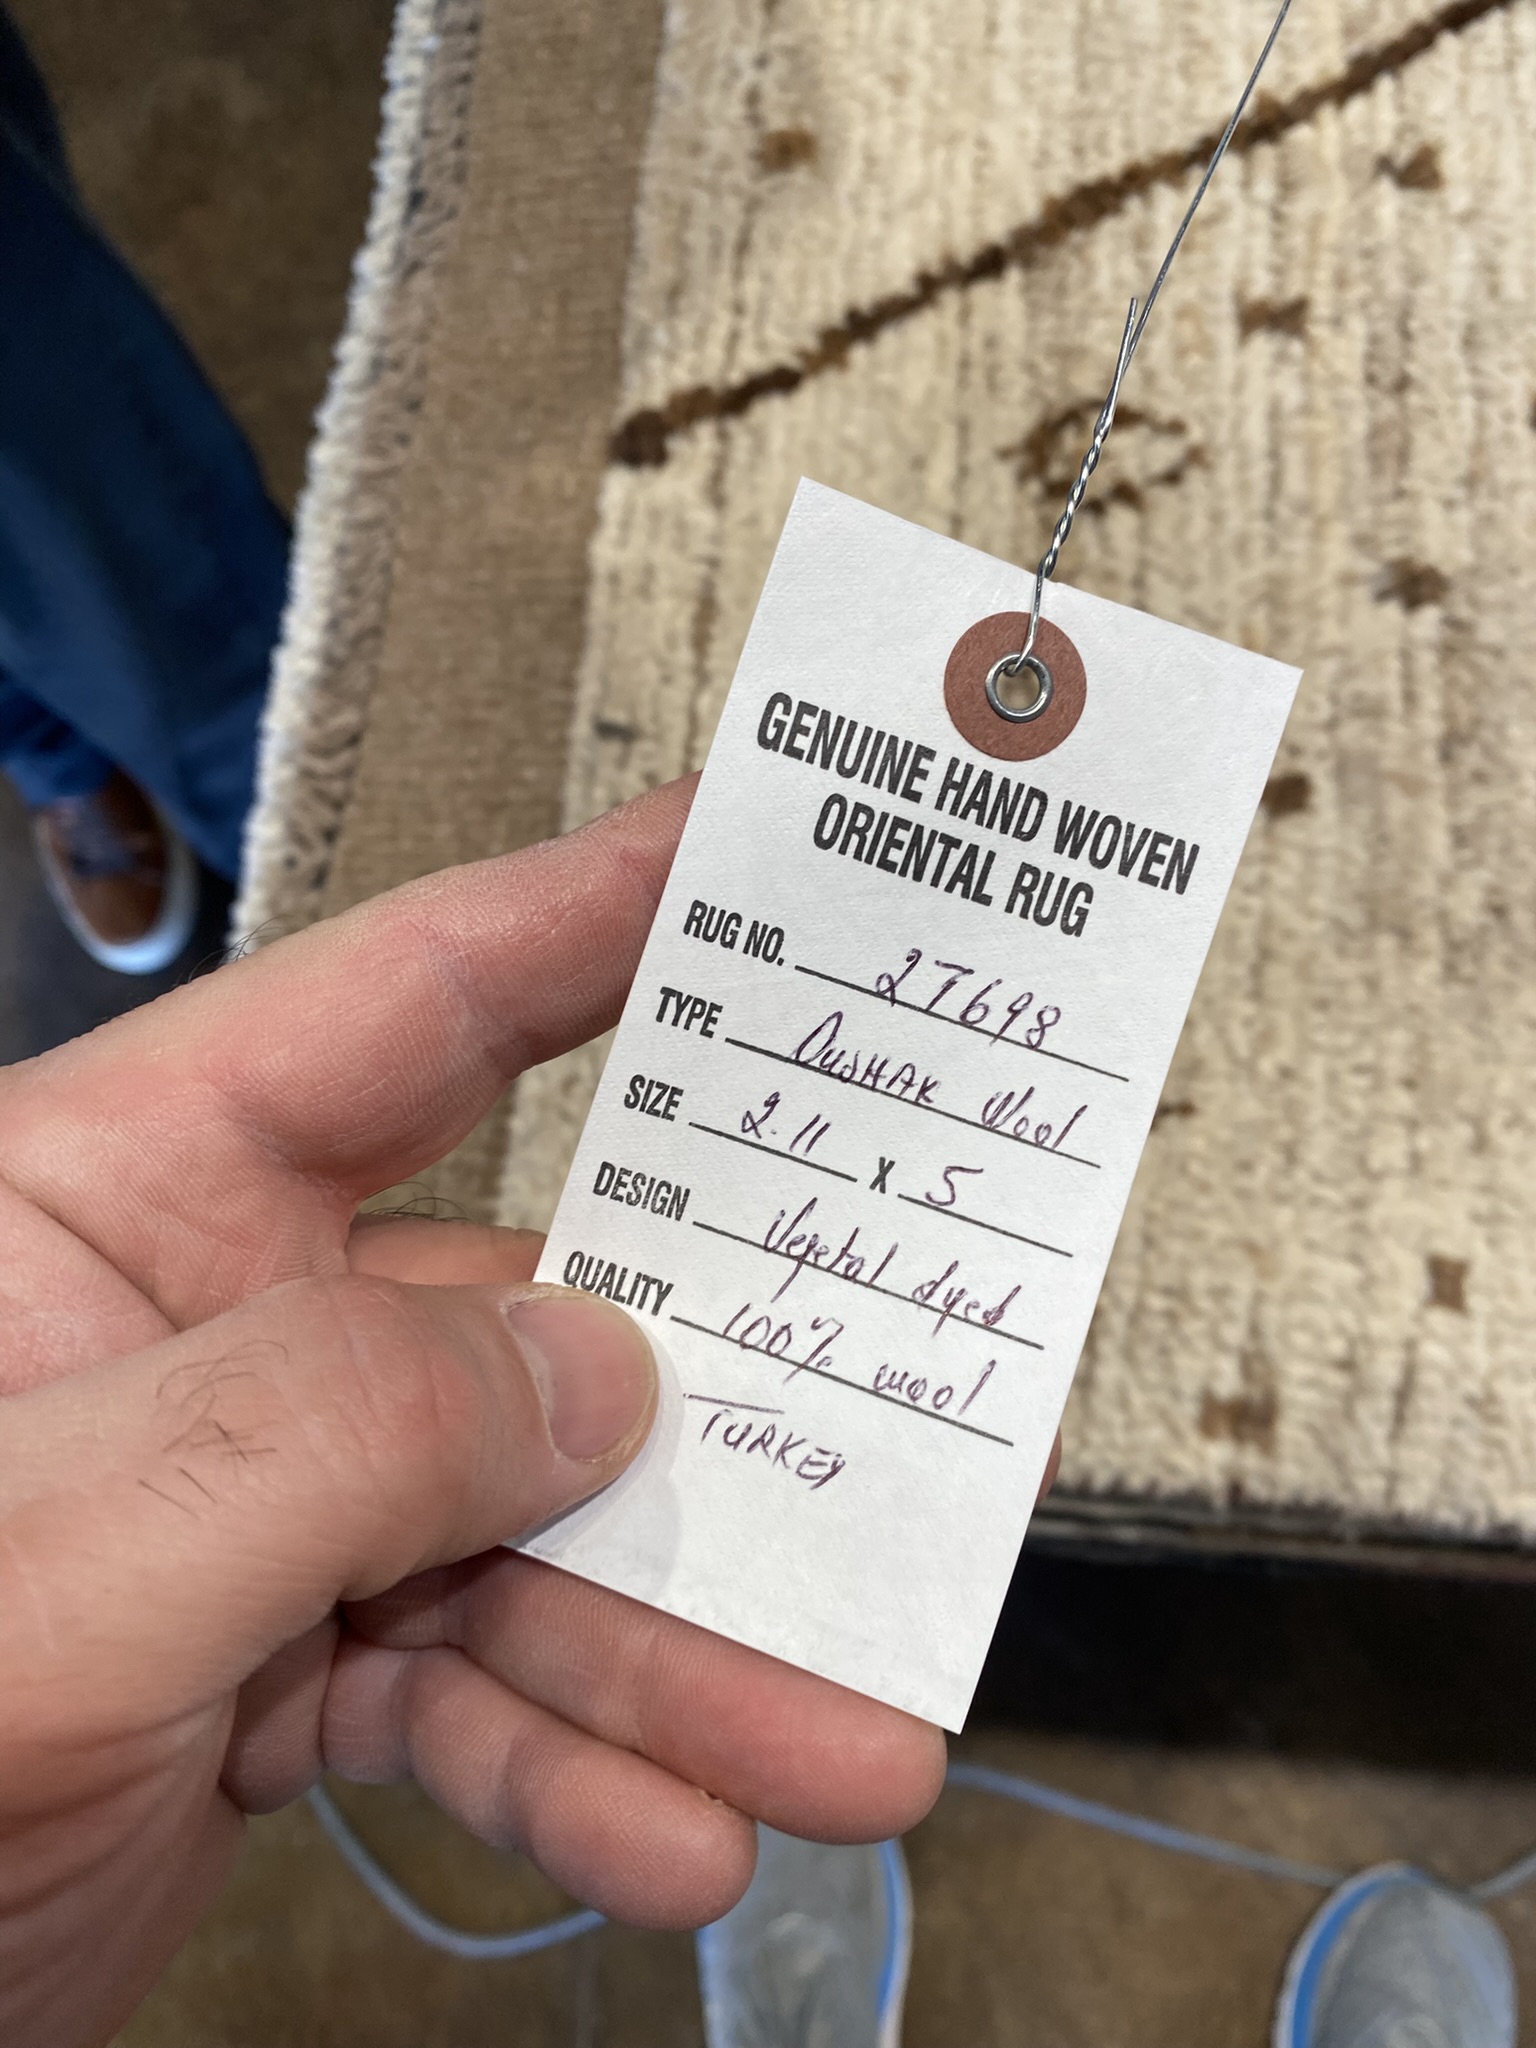 GENUINE HAND WOVEN
ORIENTAL RUG
RUG NO. 27698
TYPE OUSHAK Wool
SIZE 2.11 X 5
DESIGN Vegetal dyed
QUALITY 100% wool
TURKEY